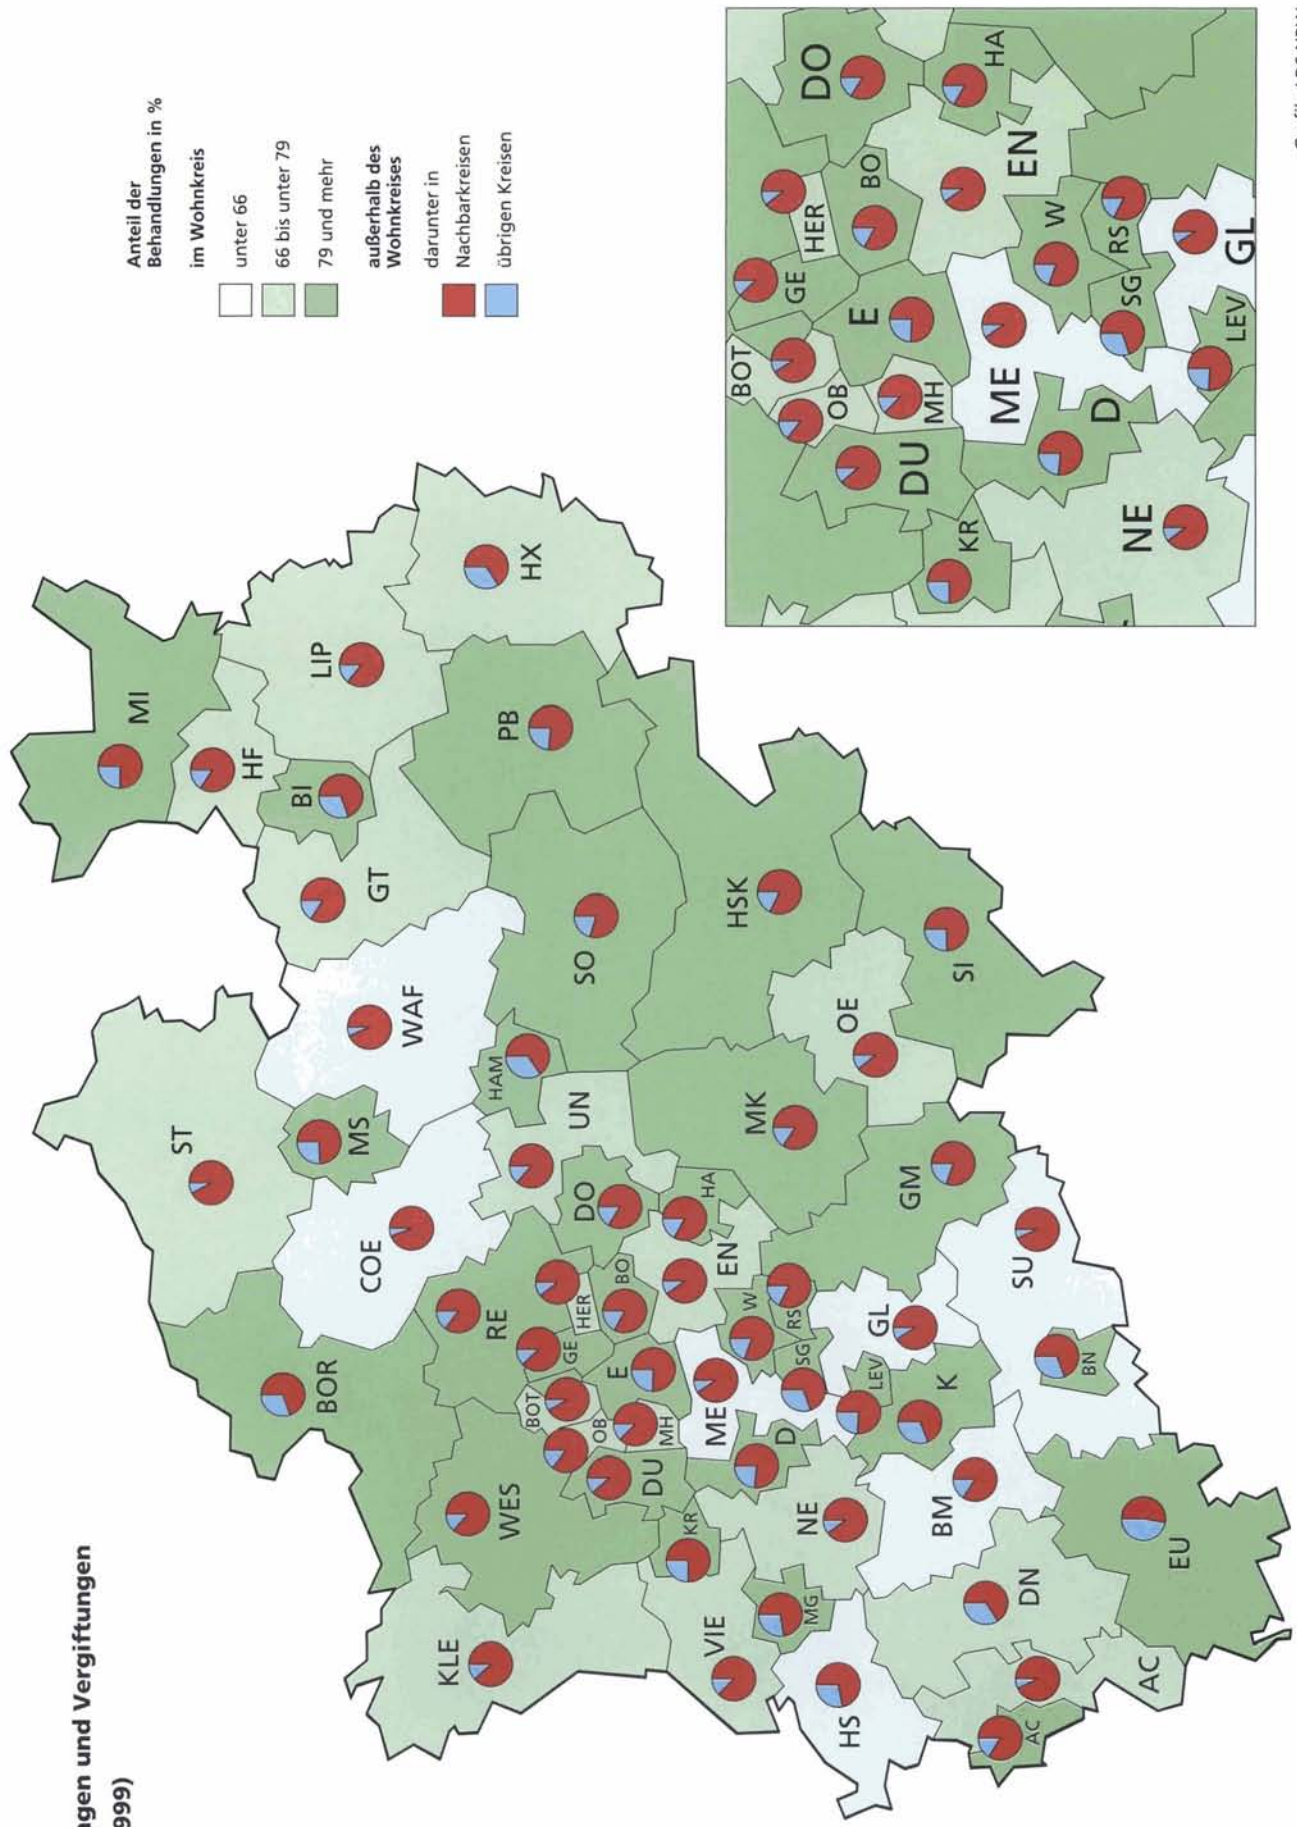 ngen und Vergiftungen
999)
Anteil der
Behandlungen in %
im Wohnkreis
unter 66
66 bis unter 79
79 und mehr
außerhalb des
Wohnkreises
darunter in
Nachbarkreisen
übrigen Kreisen
MI
HF
BI
LIP
HX
GT
PB
ST
MS
WAF
HAM
SO
HSK
BOR
COE
UN
DO
HA
MK
OE
SI
RE
HER
BO
EN
GM
KLE
WES
BOT
GE
OB
E
MH
DU
W
RS
SG
ME
D
GL
LEV
K
SU
BN
KR
VIE
MG
NE
BM
HS
DN
EU
AC
AC
DO
HA
HER
BO
EN
GE
BOT
E
W
RS
OB
MH
ME
SG
GL
DU
D
LEV
KR
NE